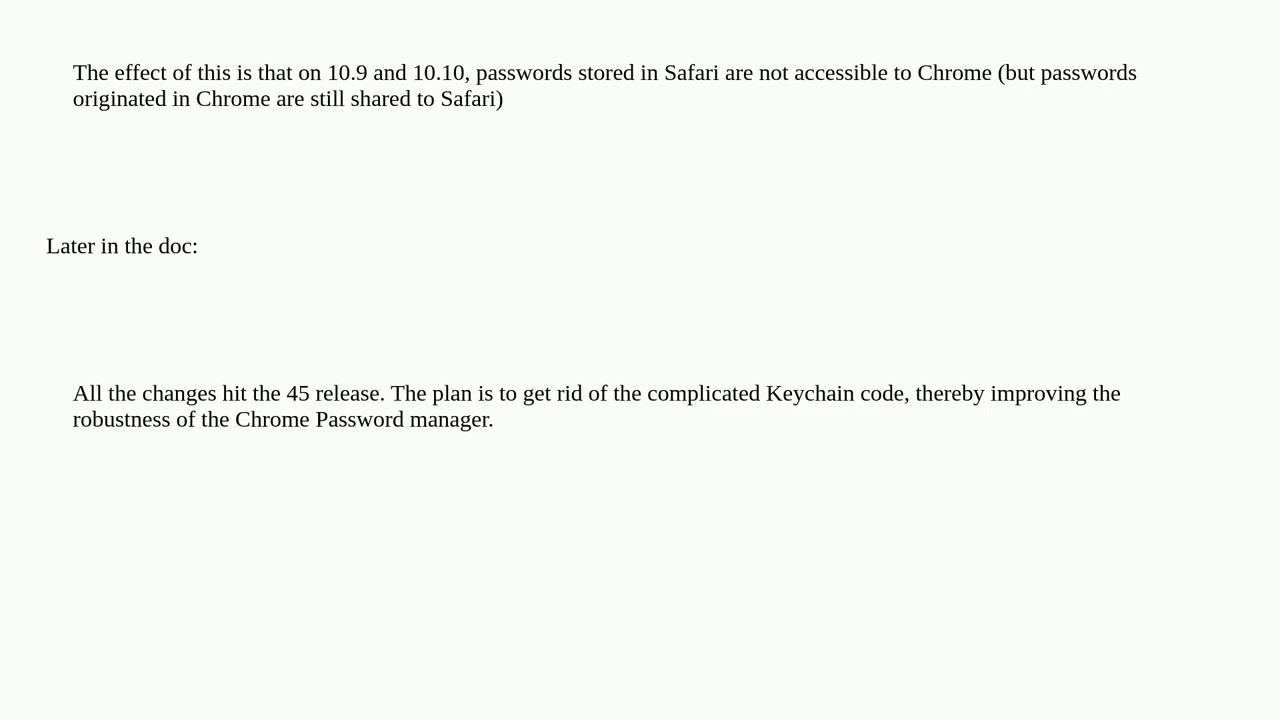 The effect of this is that on 10.9 and 10.10, passwords stored in Safari are not accessible to Chrome (but passwords
originated in Chrome are still shared to Safari)
Later in the doc:
All the changes hit the 45 release. The plan is to get rid of the complicated Keychain code, thereby improving the
robustness of the Chrome Password manager.